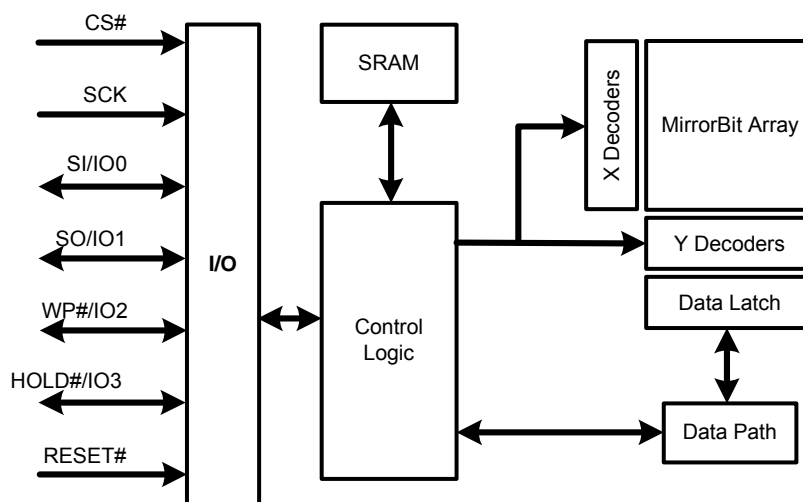 CS#
SCK
SI/IO0
SO/IO1
WP#/IO2
HOLD#/IO3
RESET#
I/O
SRAM
Control
Logic
X Decoders
MirrorBit Array
Y Decoders
Data Latch
Data Path